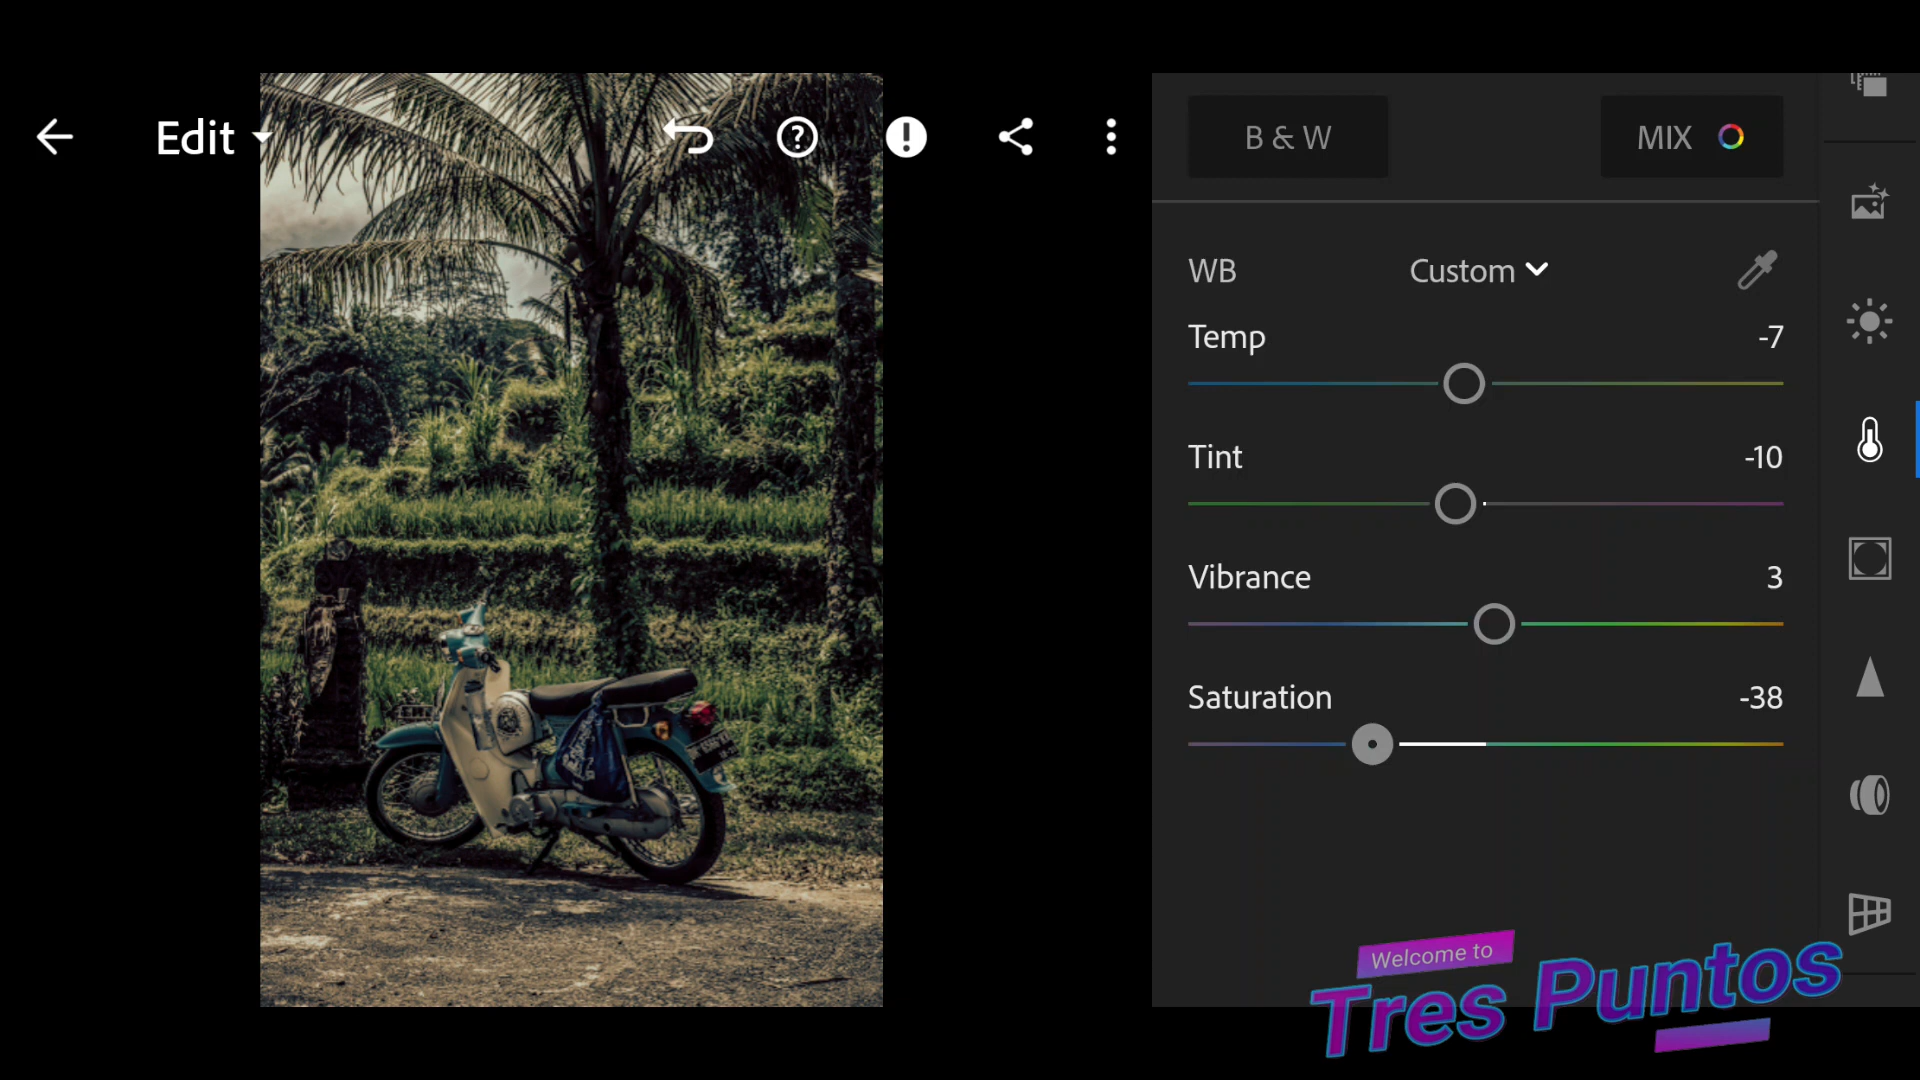 Edit
B & W
MIX
WB
Custom
Temp
-7
Tint
-10
Vibrance
3
Saturation
-38
Welcome to
Tres Puntos